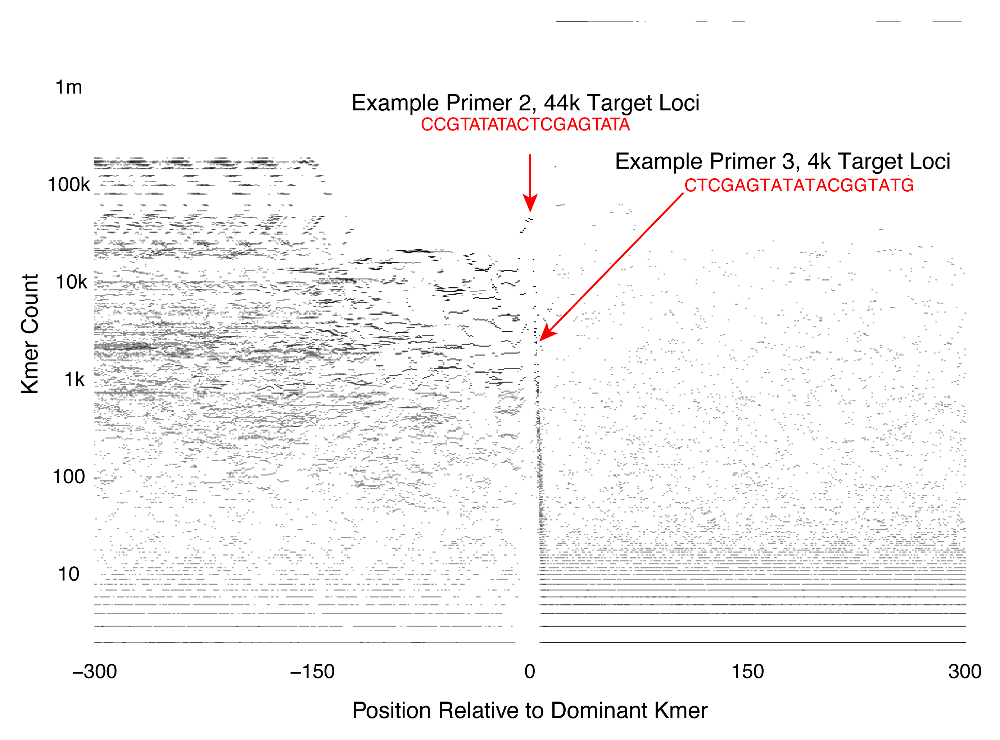 1m
Example Primer 2, 44k Target Loci
CCGTATATACTCGAGTATA
Example Primer 3, 4k Target Loci
CTCGAGTATATACGGTATG
100k
10k
1k
100
10
Kmer Count
−300 −150 0 150 300
Position Relative to Dominant Kmer